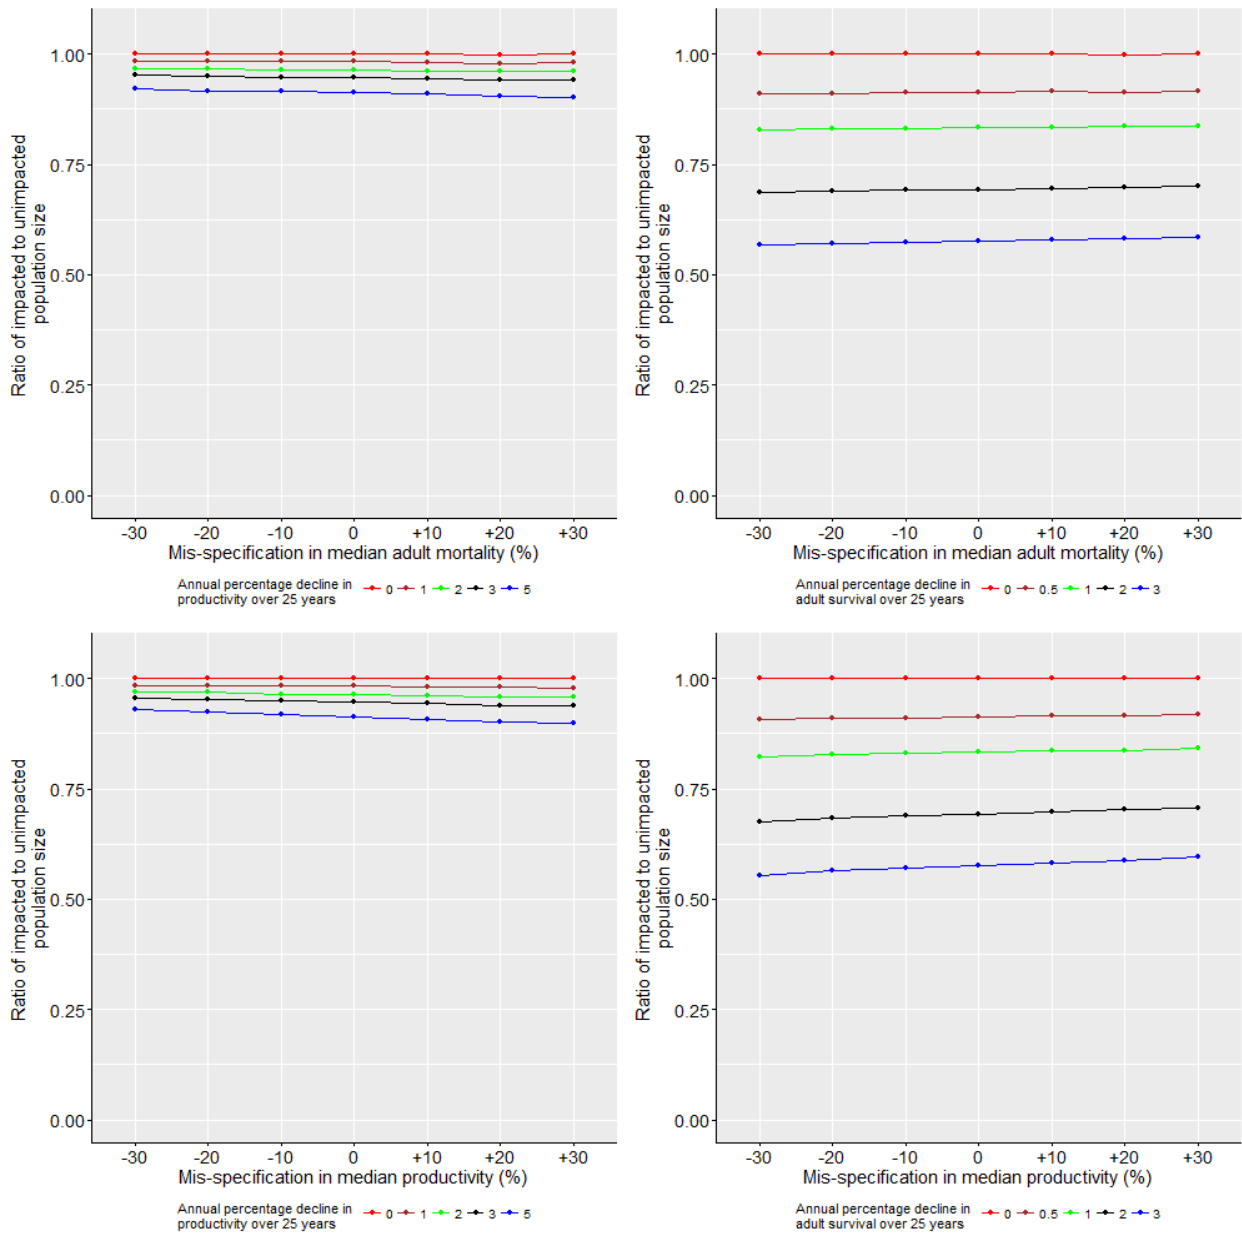 Ratio of impacted to unimpacted
population size
1.00
0.75
0.50
0.25
0.00
-30 -20 -10 0 +10 +20 +30
Mis-specification in median adult mortality (%)
Annual percentage decline in
productivity over 25 years 0 1 2 3 5
Ratio of impacted to unimpacted
population size
1.00
0.75
0.50
0.25
0.00
-30 -20 -10 0 +10 +20 +30
Mis-specification in median adult mortality (%)
Annual percentage decline in
adult survival over 25 years 0 0.5 1 2 3
Ratio of impacted to unimpacted
population size
1.00
0.75
0.50
0.25
0.00
-30 -20 -10 0 +10 +20 +30
Mis-specification in median productivity (%)
Annual percentage decline in
productivity over 25 years 0 1 2 3 5
Ratio of impacted to unimpacted
population size
1.00
0.75
0.50
0.25
0.00
-30 -20 -10 0 +10 +20 +30
Mis-specification in median productivity (%)
Annual percentage decline in
adult survival over 25 years 0 0.5 1 2 3